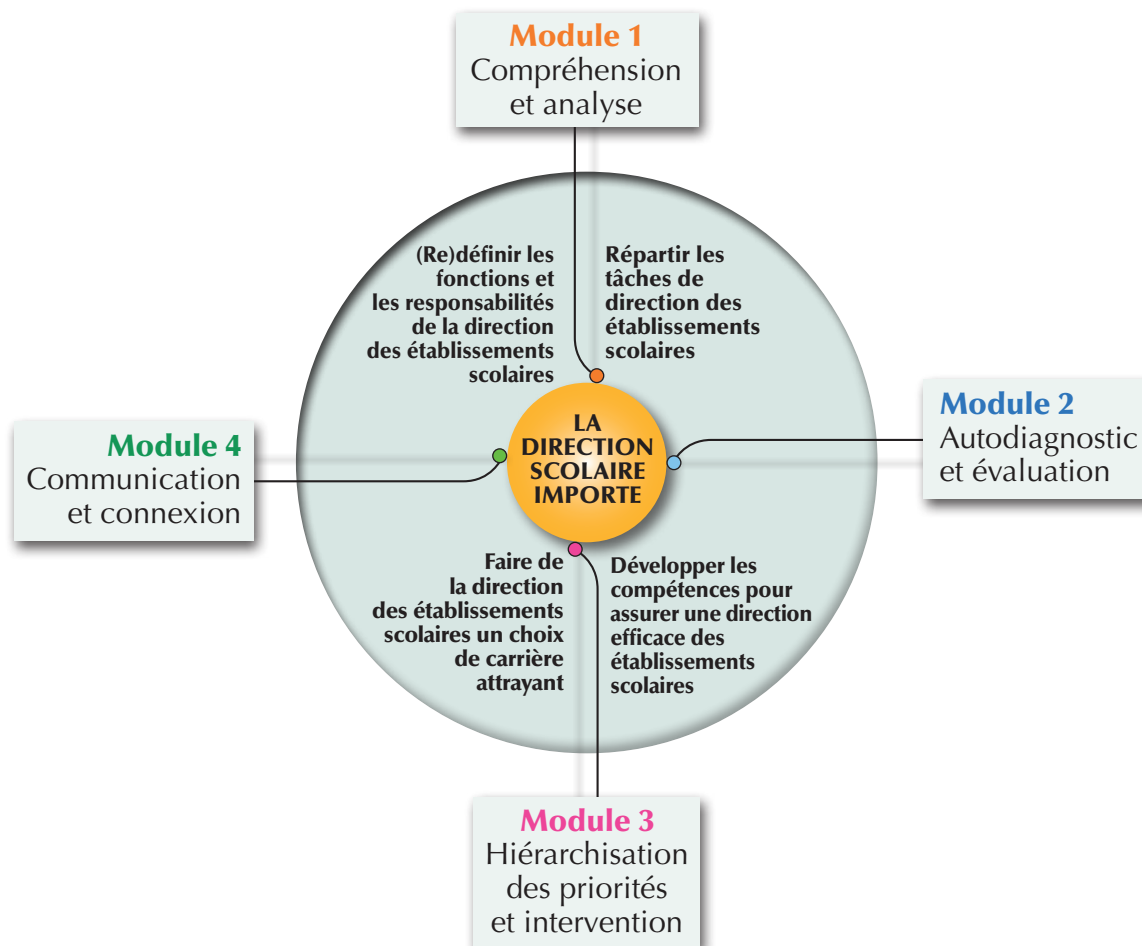 Module 1
Compréhension
et analyse
(Re)définir les
fonctions et
les responsabilités
de la direction
des établissements
scolaires
Répartir les
tâches de
direction des
établissements
scolaires
Module 4
Communication
et connexion
LA
DIRECTION
SCOLAIRE
IMPORTE
Module 2
Autodiagnostic
et évaluation
Faire de
la direction
des établissements
scolaires un choix
de carrière
attrayant
Développer les
compétences pour
assurer une direction
efficace des
établissements
scolaires
Module 3
Hiérarchisation
des priorités
et intervention